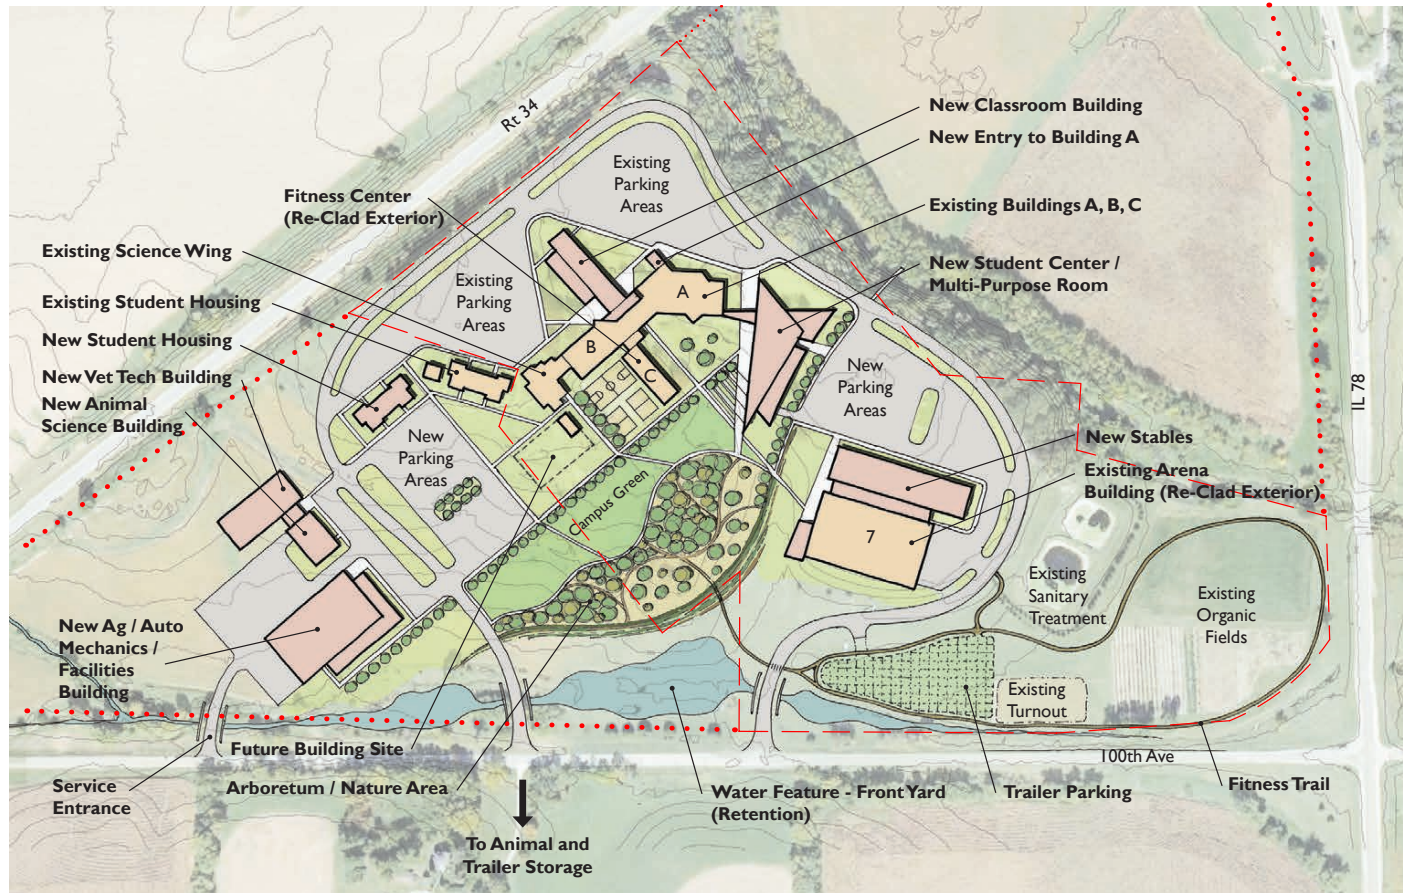 Rt 34
New Classroom Building
New Entry to Building A
Existing
Parking
Areas
Fitness Center
(Re-Clad Exterior)
Existing Buildings A, B, C
Existing Science Wing
New Student Center /
Multi-Purpose Room
Existing
Parking
Areas
A
Existing Student Housing
New Student Housing
B
C
New Vet Tech Building
New Animal
Science Building
New
Parking
Areas
IL 78
New
Parking
Areas
New Stables
Existing Arena
Building (Re-Clad Exterior)
Campus Green
7
Existing
Sanitary
Treatment
Existing
Organic
Fields
New Ag / Auto
Mechanics /
Facilities
Building
Existing
Turnout
Future Building Site
100th Ave
Service
Entrance
Arboretum / Nature Area
Water Feature - Front Yard
(Retention)
Trailer Parking
Fitness Trail
To Animal and
Trailer Storage